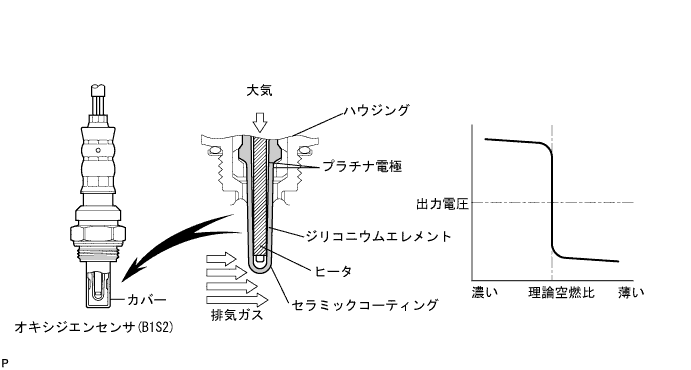 大気
ハウジング
プラチナ電極
出力電圧
ジリコニウムエレメント
ヒータ
カバー
セラミックコーティング
排気ガス
濃い
理論空燃比
薄い
オキシジエンセンサ(B1S2)
P